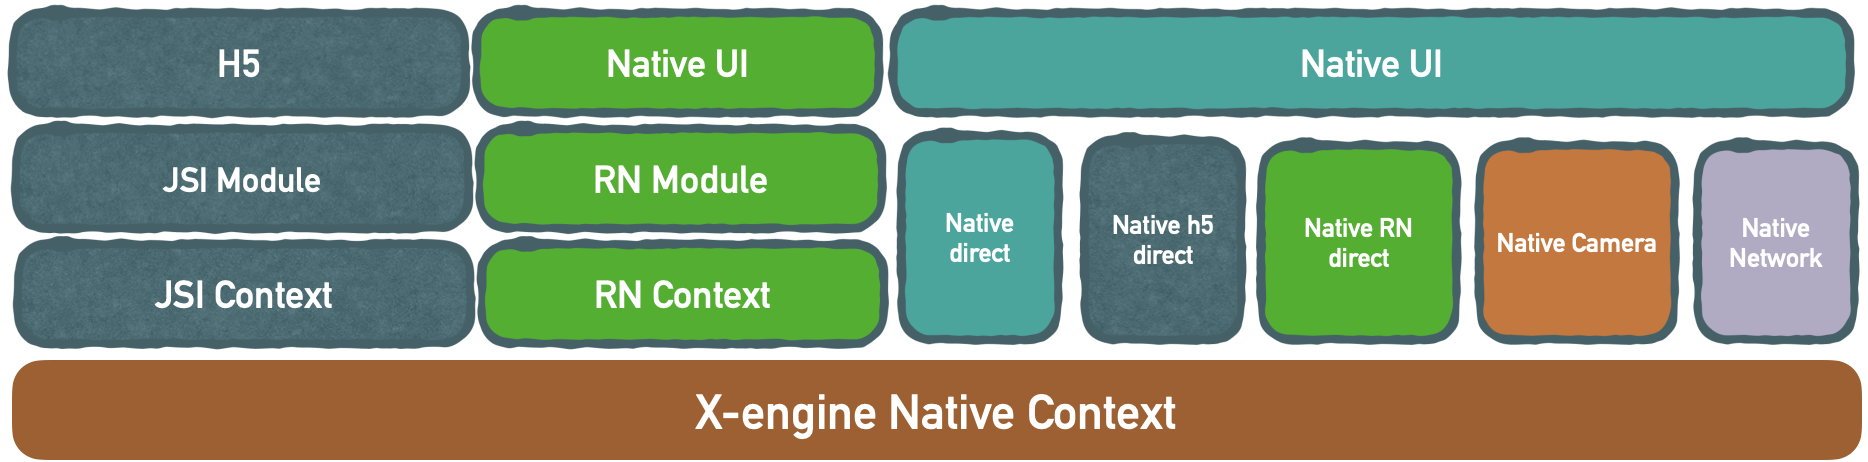 H5
Native UI
Native UI
JSI Module
RN Module
JSI Context
RN Context
Native
direct
Native h5
direct
Native RN
direct
Native Camera
Native
Network
X-engine Native Context